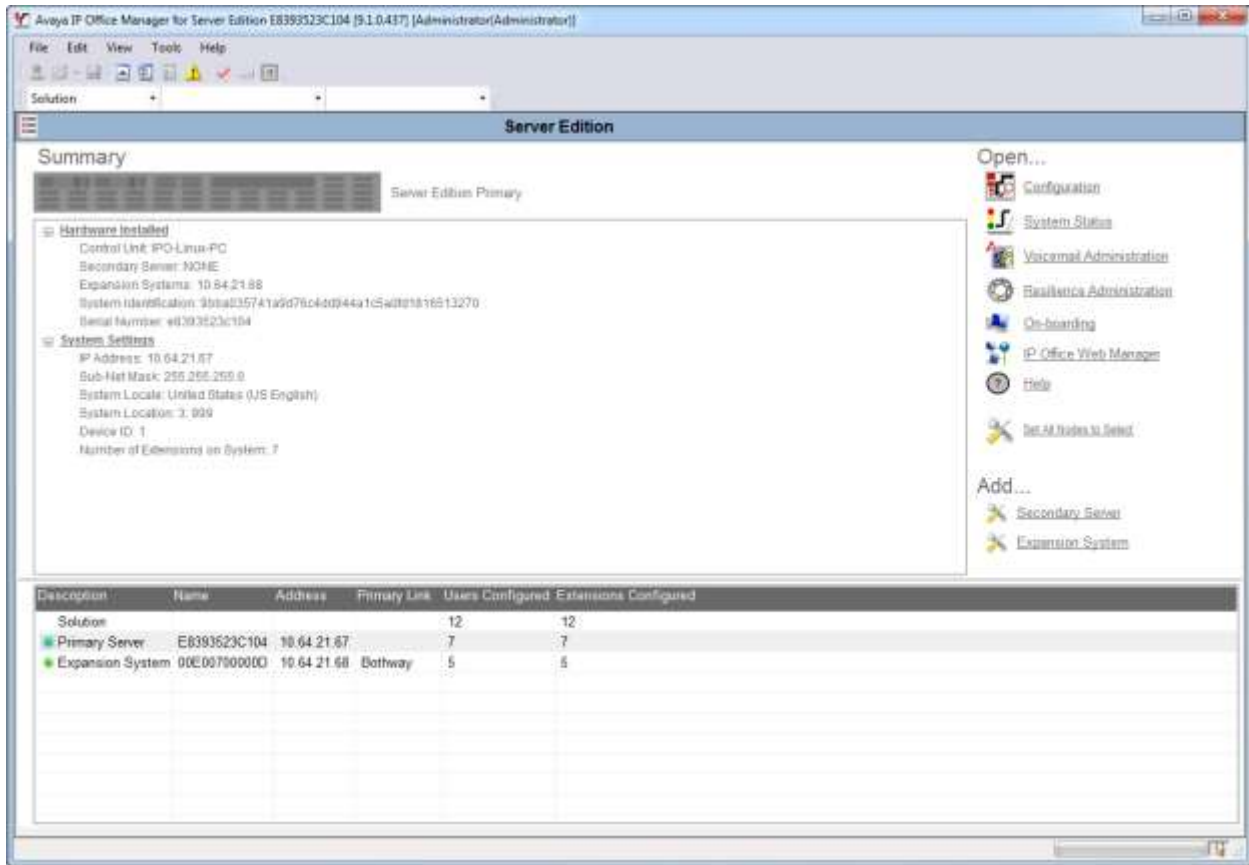 Avaya IP Office Manager for Server Edition E8393523C104 [9.1.0.437] [Administrator(Administrator)]
File Edit View Tools Help
Solution
Server Edition
Summary
Server Edition Primary
Hardware Installed
Control Unit: IPO-Linux-PC
Secondary Server: NONE
Expansion Systems: 10.64.21.68
System Identification:
Serial Number: e8393523c104
System Settings
IP Address: 10.64.21.67
Sub-Net Mask: 255.255.255.0
System Locale: United States (US English)
System Location: 3: 999
Device ID: 1
Number of Extensions on System: 7
Open...
Configuration
System Status
Voicemail Administration
Resilience Administration
On-boarding
IP Office Web Manager
Help
Set All Nodes to Select
Add...
Secondary Server
Expansion System
Description Name Address Primary Link Users Configured Extensions Configured
Solution 12 12
Primary Server E8393523C104 10.64.21.67 7 7
Expansion System 00E00700000D 10.64.21.68 Bothway 5 5